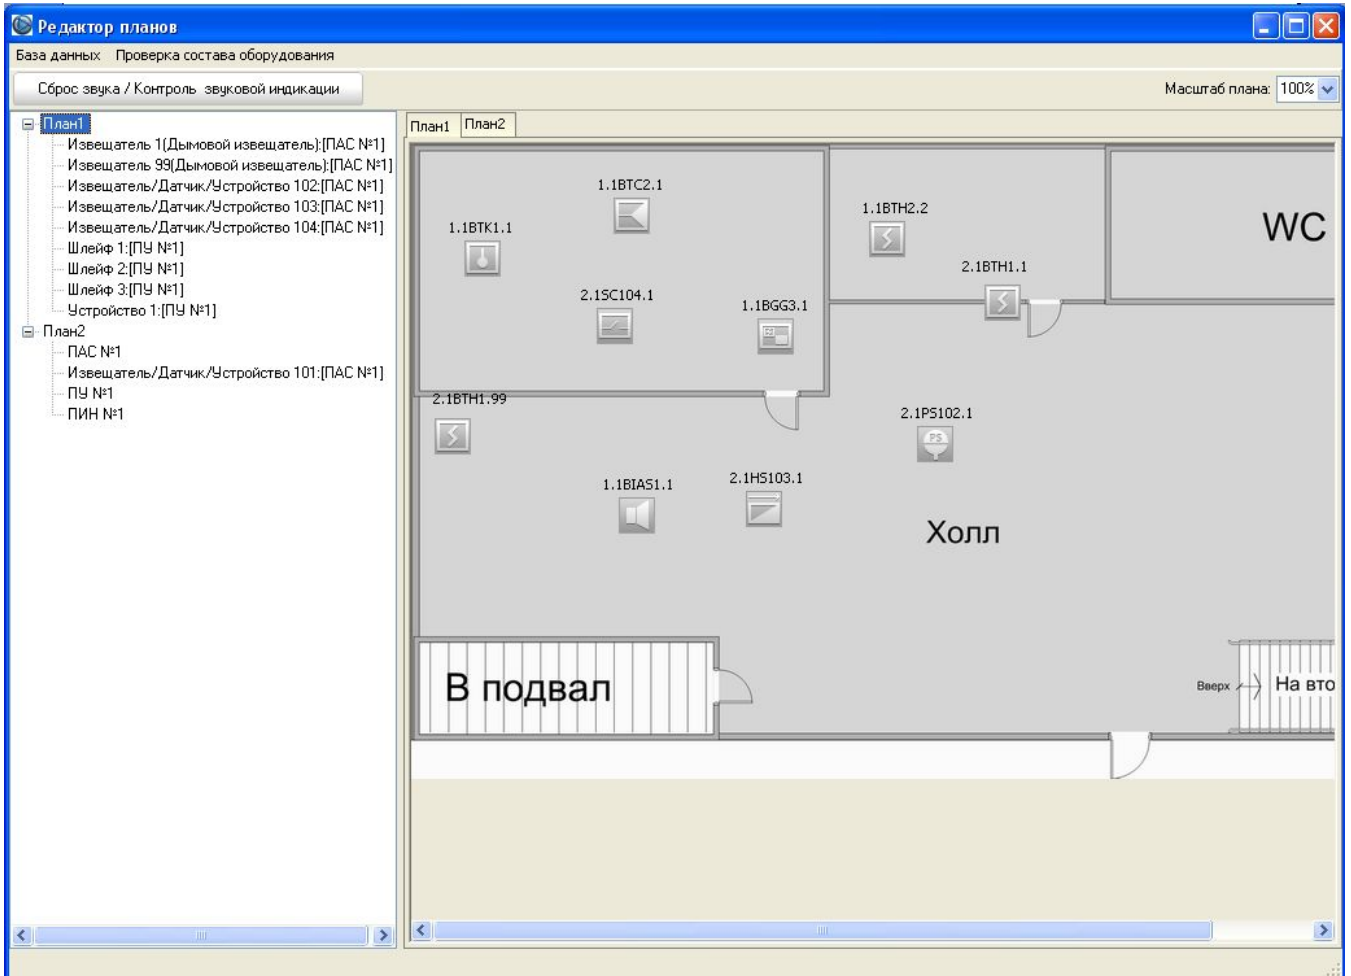 Редактор планов
База данных Проверка состава оборудования
Сброс звука / Контроль звуковой индикации
Масштаб плана: 100%
План1
Извещатель 1(Дымовой извещатель):[ПАС №1]
Извещатель 99(Дымовой извещатель):[ПАС №1]
Извещатель/Датчик/Устройство 102:[ПАС №1]
Извещатель/Датчик/Устройство 103:[ПАС №1]
Извещатель/Датчик/Устройство 104:[ПАС №1]
Шлейф 1:[ПУ №1]
Шлейф 2:[ПУ №1]
Шлейф 3:[ПУ №1]
Устройство 1:[ПУ №1]
План2
ПАС №1
Извещатель/Датчик/Устройство 101:[ПАС №1]
ПУ №1
ПИН №1
План1 План2
1.1BTC2.1
1.1BTH2.2
WC
1.1BTK1.1
2.1BTH1.1
2.1SC104.1
1.1BGG3.1
2.1BTH1.99
2.1PS102.1
PS
1.1BIAS1.1
2.1HS103.1
Холл
В подвал
Вверх
На вто